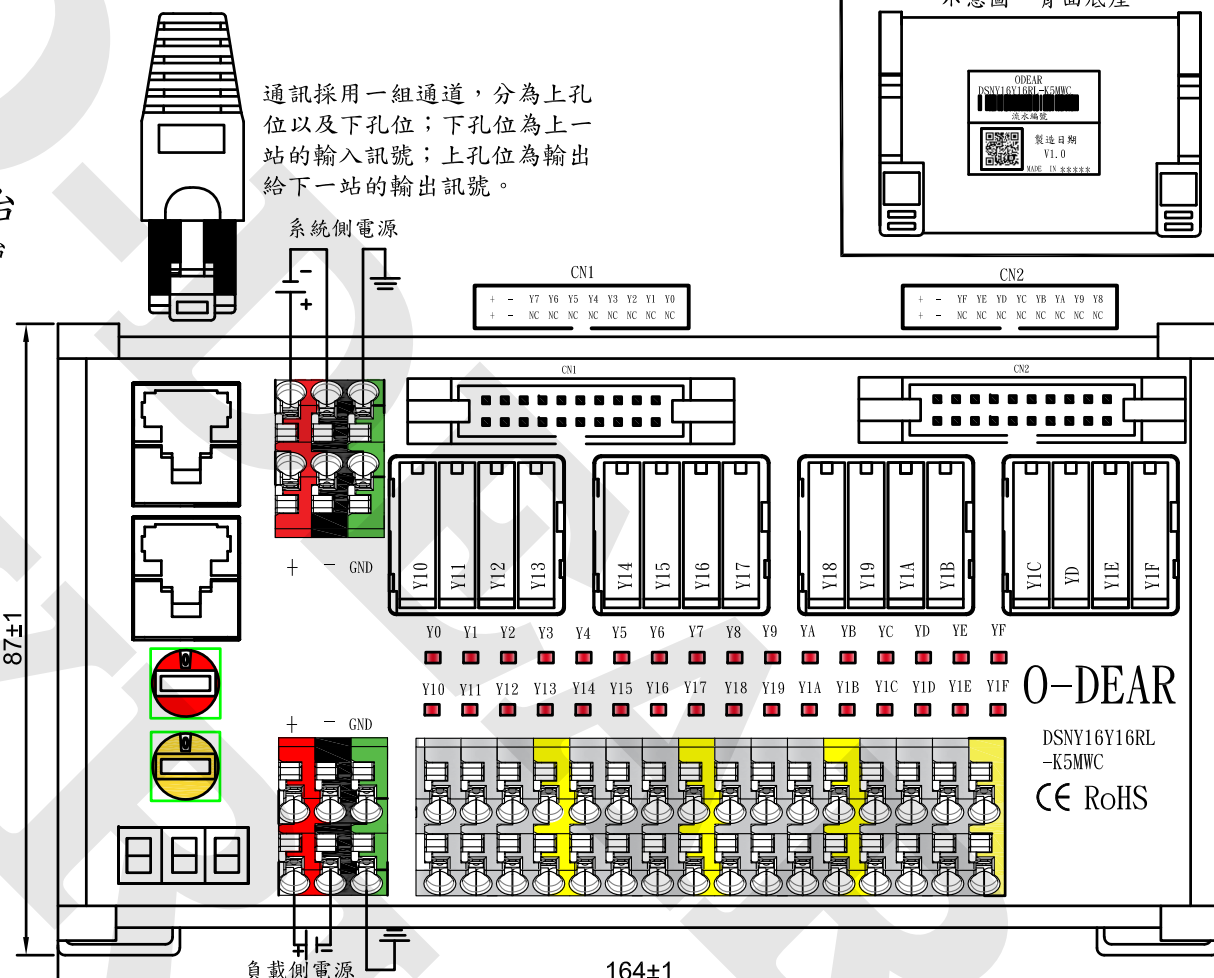 示意圖 背面底座
ODEAR
DSNY16Y16RL-K5MWC
流水編號
製造日期
V1.0
MADE IN *****
通訊採用一組通道，分為上孔
位以及下孔位；下孔位為上一
站的輸入訊號；上孔位為輸出
給下一站的輸出訊號。
台
系統側電源
- +
CN1
+ - Y7 Y6 Y5 Y4 Y3 Y2 Y1 Y0
+ - NC NC NC NC NC NC NC NC
CN2
+ - YF YE YD YC YB YA Y9 Y8
+ - NC NC NC NC NC NC NC NC
CN1
CN2
+ - GND
Y10 Y11 Y12 Y13
Y14 Y15 Y16 Y17
Y18 Y19 Y1A Y1B
Y1C YD Y1E Y1F
Y0 Y1 Y2 Y3 Y4 Y5 Y6 Y7 Y8 Y9 YA YB YC YD YE YF
Y10 Y11 Y12 Y13 Y14 Y15 Y16 Y17 Y18 Y19 Y1A Y1B Y1C Y1D Y1E Y1F
0
0
87±1
+ - GND
O-DEAR
DSNY16Y16RL
-K5MWC
CE RoHS
+ -
負載側電源
164±1